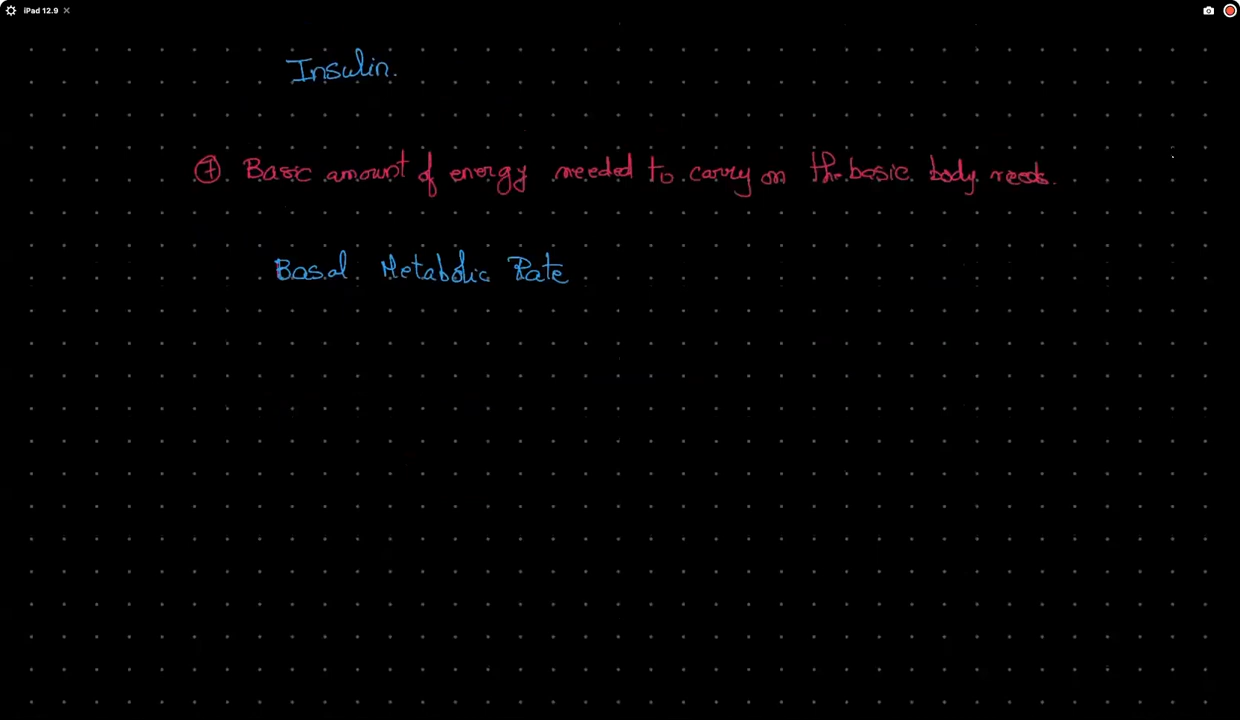 iPad 12.9
Insulin.
⑦ Basic amount of energy needed to carry on the basic body needs.
Basal Metabolic Rate